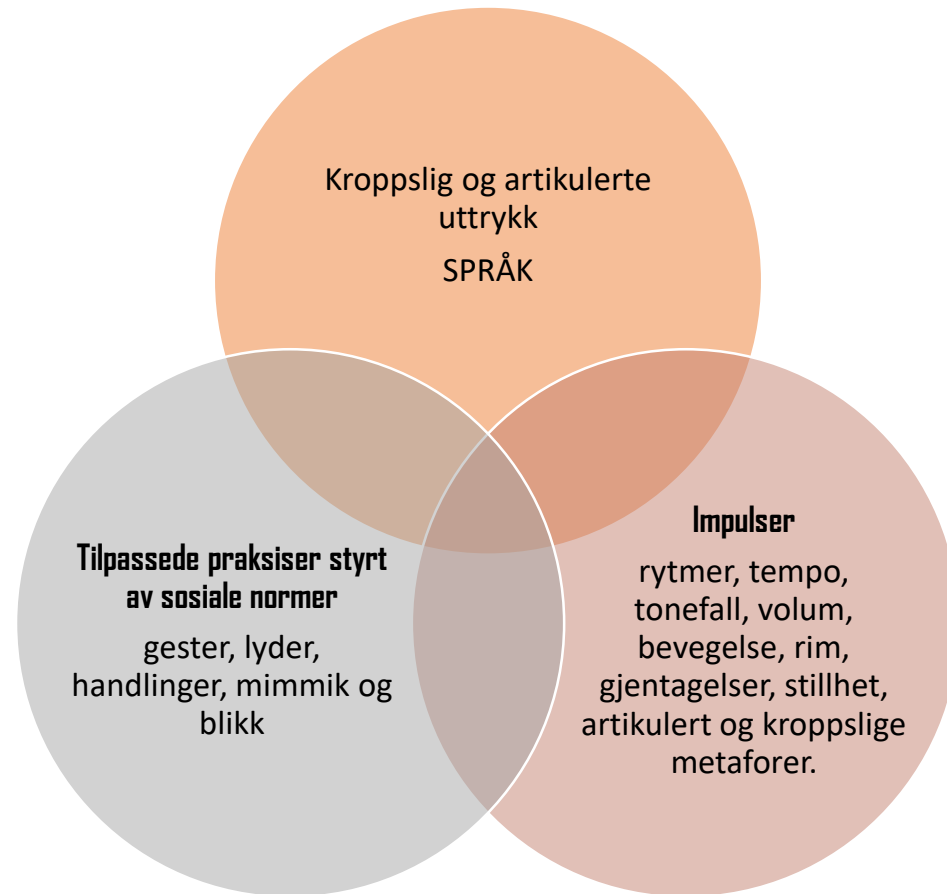 Kroppslig og artikulerte
uttrykk
SPRÅK
Tilpassede praksiser styrt
av sosiale normer
gester, lyder,
handlinger, mimmik og
blikk
Impulser
rytmer, tempo,
tonefall, volum,
bevegelse, rim,
gjentagelser, stillhet,
artikulert og kroppslige
metaforer.